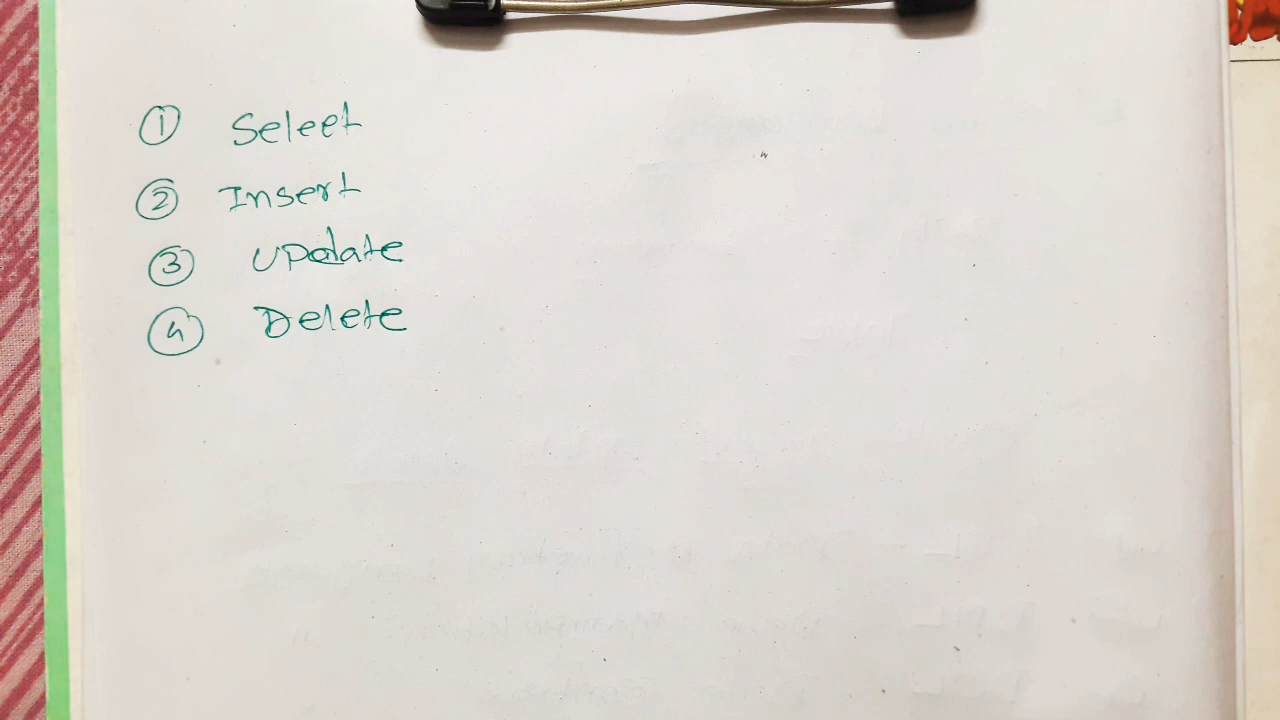 ① Select
② Insert
③ Update
④ Delete